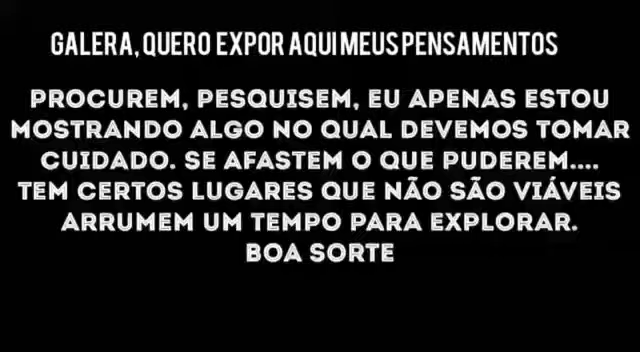 GALERA, QUERO EXPOR AQUI MEUS PENSAMENTOS
PROCUREM, PESQUISEM, EU APENAS ESTOU
MOSTRANDO ALGO NO QUAL DEVEMOS TOMAR
CUIDADO. SE AFASTEM O QUE PUDEREM....
TEM CERTOS LUGARES QUE NÃO SÃO VIÁVEIS
ARRUMEM UM TEMPO PARA EXPLORAR.
BOA SORTE